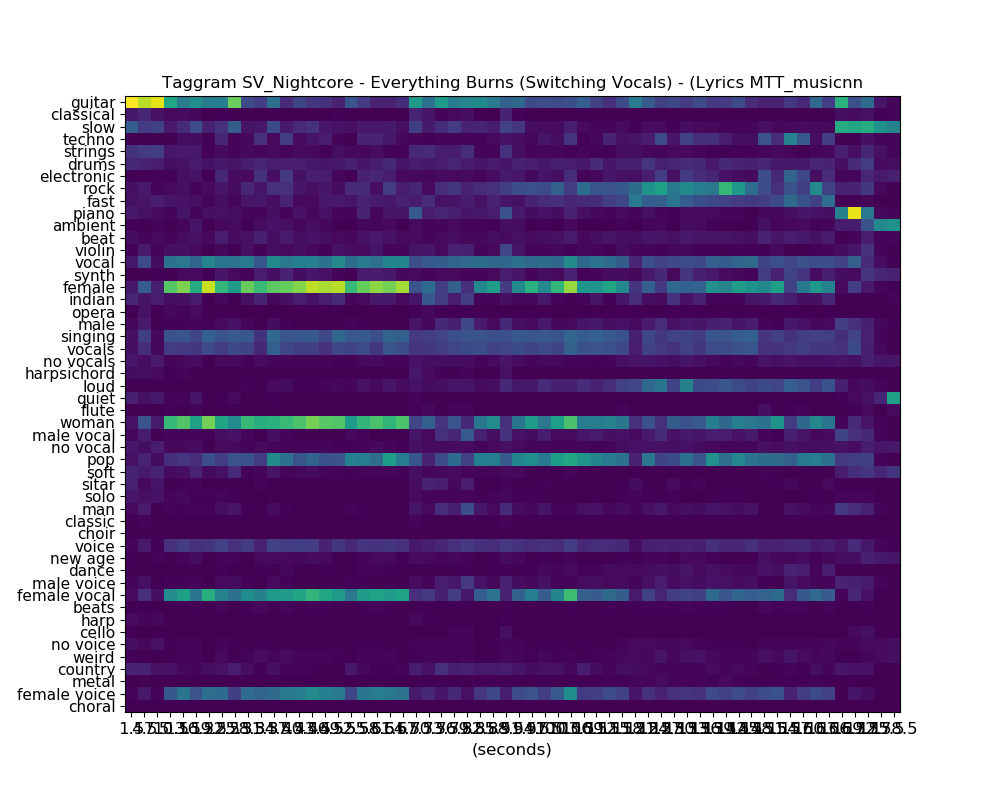 Taggram SV_Nightcore - Everything Burns (Switching Vocals) - (Lyrics MTT_musicnn
guitar
classical
slow
techno
strings
drums
electronic
rock
fast
piano
ambient
beat
violin
vocal
synth
female
indian
opera
male
singing
vocals
no vocals
harpsichord
loud
quiet
flute
woman
male vocal
no vocal
pop
soft
sitar
solo
man
classic
choir
voice
new age
dance
male voice
female vocal
beats
harp
cello
no voice
weird
country
metal
female voice
choral
(seconds)